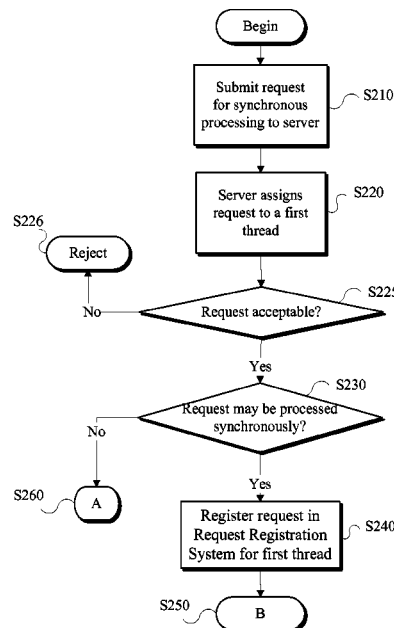 Begin
Submit request
for synchronous
processing to server
S210
Server assigns
request to a first
thread
S220
S226
Reject
No
Request acceptable?
S225
Yes
S230
Request may be processed
synchronously?
No
Yes
S260
A
Register request in
Request Registration
System for first thread
S240
S250
B